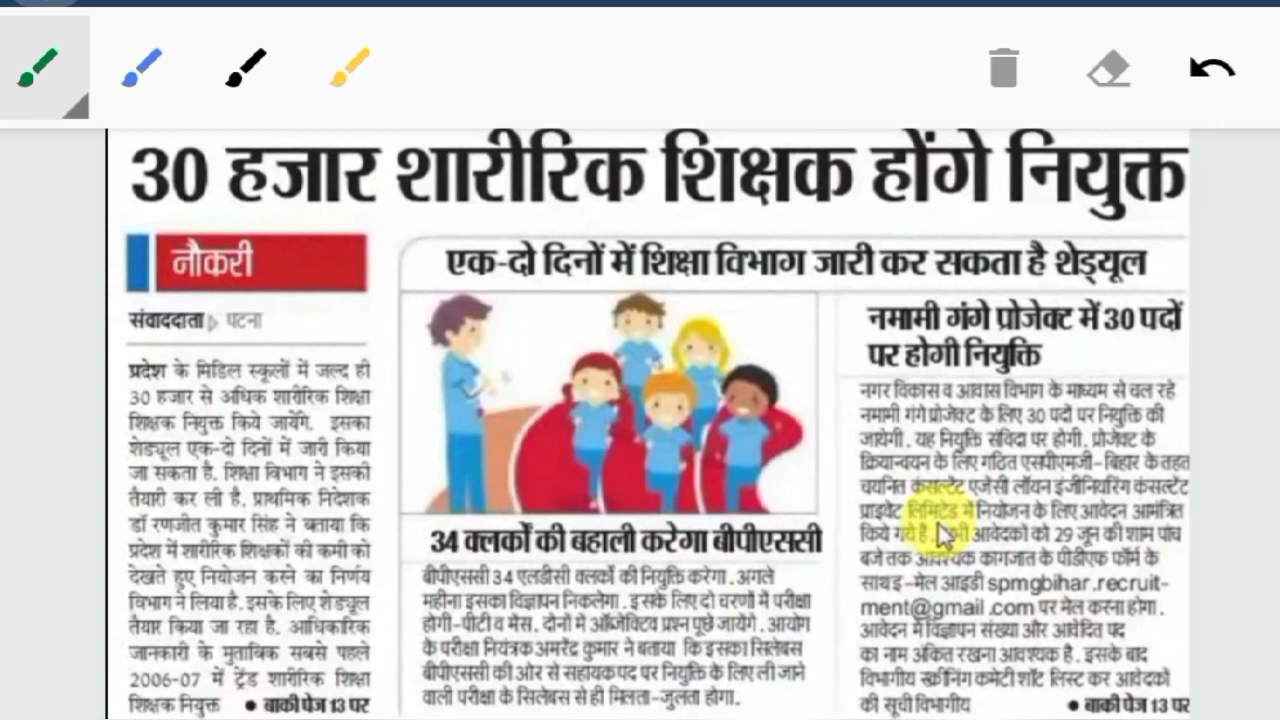 30 हजार शारीरिक शिक्षक होंगे नियुक्त
नौकरी
एक-दो दिनों में शिक्षा विभाग जारी कर सकता है शेड्यूल
संवाददाता ▷ पटना
प्रदेश के मिडिल स्कूलों में जल्द ही
30 हजार से अधिक शारीरिक शिक्षा
शिक्षक नियुक्त किये जायेंगे. इसका
शेड्यूल एक-दो दिनों में जारी किया
जा सकता है. शिक्षा विभाग ने इसकी
तैयारी कर ली है. प्राथमिक निदेशक
डॉ रणजीत कुमार सिंह ने बताया कि
प्रदेश में शारीरिक शिक्षकों की कमी को
देखते हुए नियोजन करने का निर्णय
विभाग ने लिया है. इसके लिए शेड्यूल
तैयार किया जा रहा है. आधिकारिक
जानकारी के मुताबिक सबसे पहले
2006-07 में ट्रेंड शारीरिक शिक्षा
शिक्षक नियुक्त ● बाकी पेज 13 पर
34 क्लर्कों की बहाली करेगा बीपीएससी
बीपीएससी 34 एलडीसी क्लर्कों की नियुक्ति करेगा. अगले
महीना इसका विज्ञापन निकलेगा. इसके लिए दो चरणों में परीक्षा
होगी-पीटी व मेंस. दोनों में ऑब्जेक्टिव प्रश्न पूछे जायेंगे. आयोग
के परीक्षा नियंत्रक अमरेंद्र कुमार ने बताया कि इसका सिलेबस
बीपीएससी की ओर से सहायक पद पर नियुक्ति के लिए ली जाने
वाली परीक्षा के सिलेबस से ही मिलता-जुलता होगा.
नमामी गंगे प्रोजेक्ट में 30 पदों
पर होगी नियुक्ति
नगर विकास व आवास विभाग के माध्यम से चल रहे
नमामी गंगे प्रोजेक्ट के लिए 30 पदों पर नियुक्ति की
जायेगी. यह नियुक्ति संविदा पर होगी. प्रोजेक्ट के
क्रियान्वयन के लिए गठित एसपीएमजी-बिहार के तहत
चयनित कंसल्टेंट एजेंसी लॉयन इंजीनियरिंग कंसल्टेंट
प्राइवेट लिमिटेड में नियोजन के लिए आवेदन आमंत्रित
किये गये है. आवेदकों को 29 जून की शाम पांच
बजे तक आवश्यक कागजात के पीडीएफ फॉर्म के
साथ इ-मेल आइडी spmgbihar.recruit-
ment@gmail.com पर मेल करना होगा.
आवेदन में विज्ञापन संख्या और आवेदित पद
का नाम अंकित रखना आवश्यक है. इसके बाद
विभागीय स्क्रीनिंग कमेटी शॉट लिस्ट कर आवेदकों
की सूची विभागीय ● बाकी पेज 13 पर